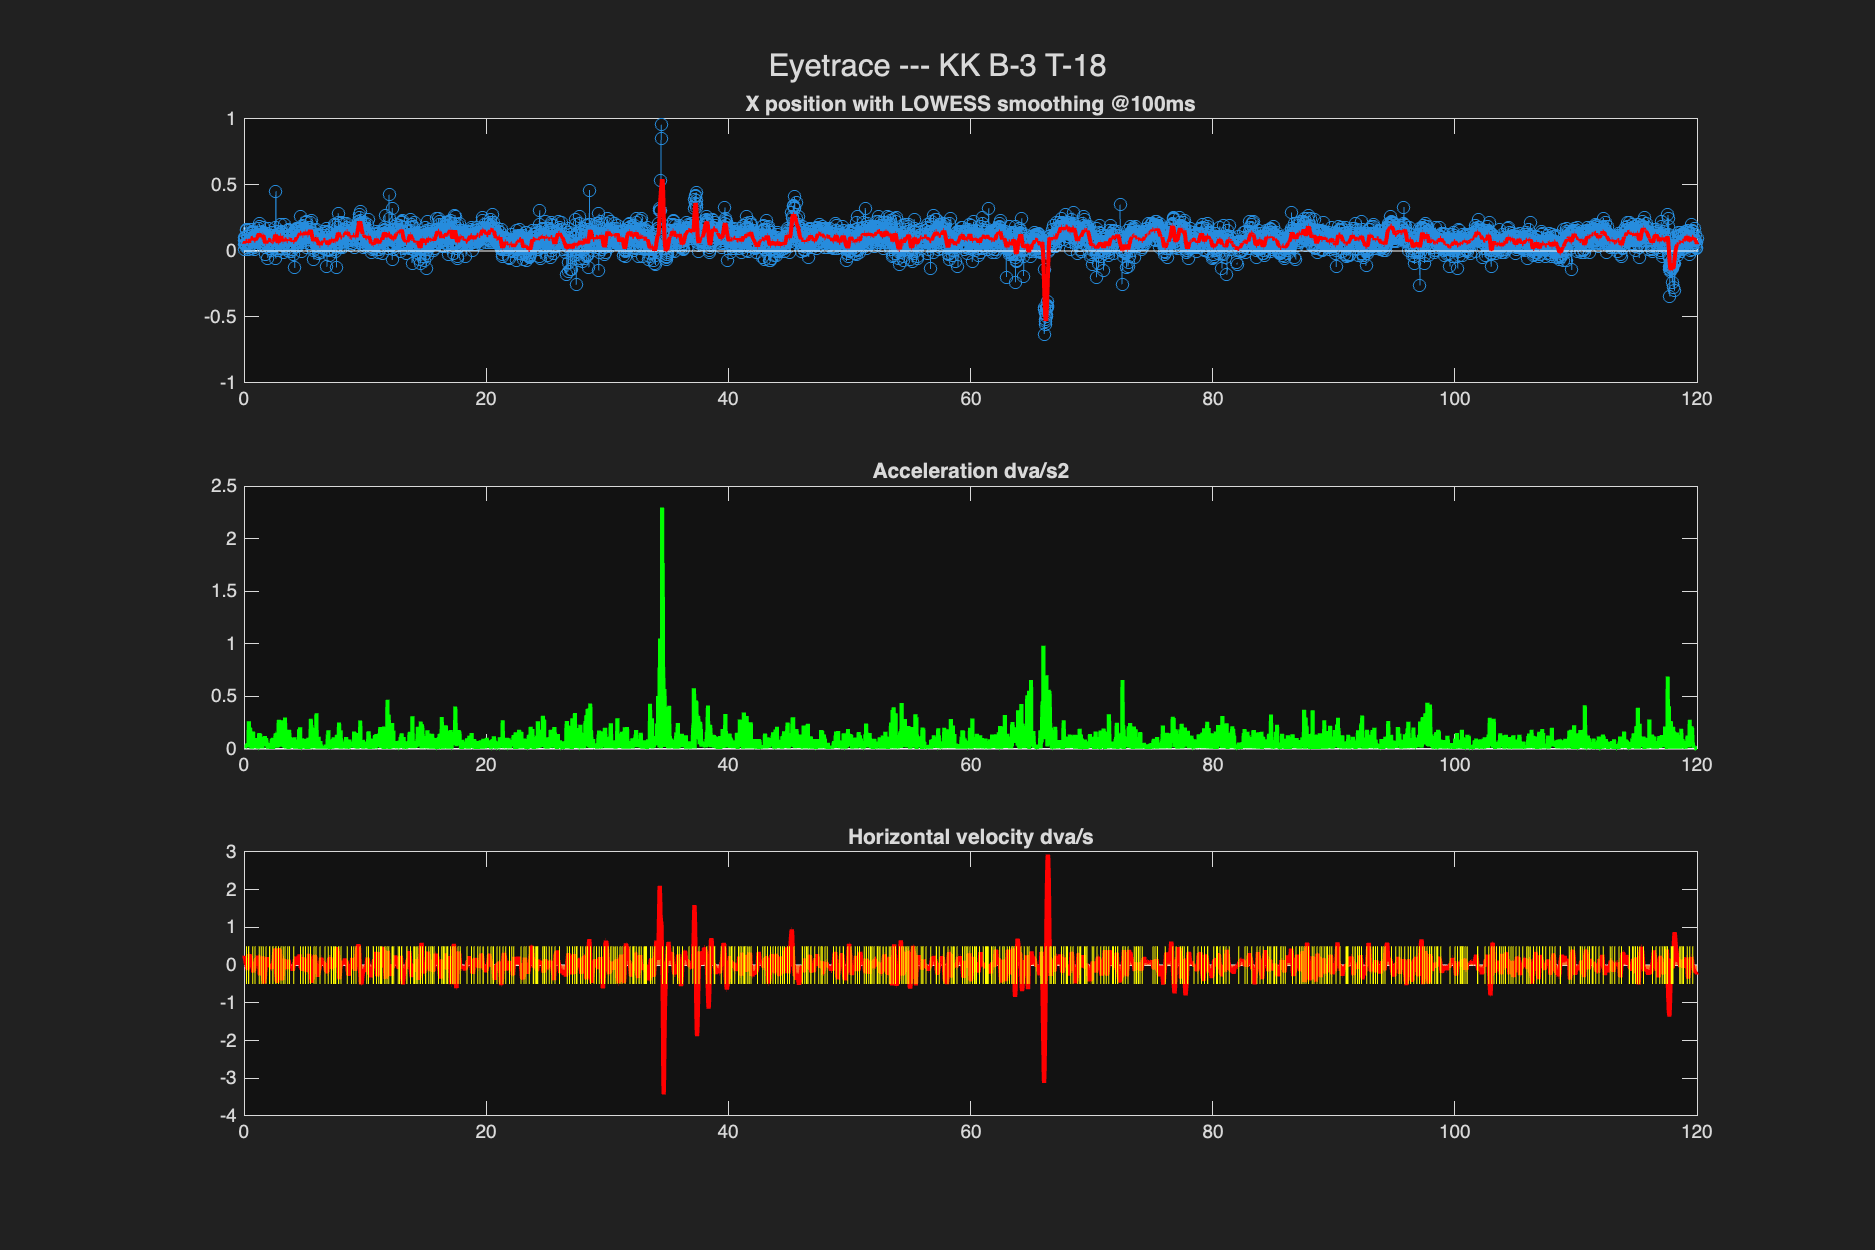 Eyetrace --- KK B-3 T-18
X position with LOWESS smoothing @100ms
1
0.5
0
-0.5
-1
0 20 40 60 80 100 120
Acceleration dva/s2
2.5
2
1.5
1
0.5
0
0 20 40 60 80 100 120
Horizontal velocity dva/s
3
2
1
0
-1
-2
-3
-4
0 20 40 60 80 100 120